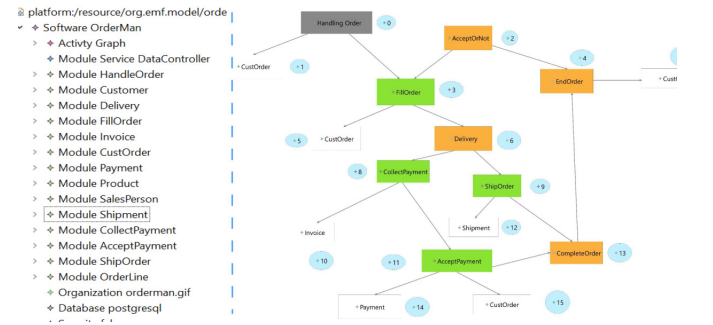 platform:/resource/org.emf.model/orde
Software OrderMan
Activty Graph
Module Service DataController
Module HandleOrder
Module Customer
Module Delivery
Module FillOrder
Module Invoice
Module CustOrder
Module Payment
Module Product
Module SalesPerson
Module Shipment
Module CollectPayment
Module AcceptPayment
Module ShipOrder
Module OrderLine
Organization orderman.gif
Database postgresql
Handling Order
+ 0
+ AcceptOrNot
+ 2
+ 4
+ CustOrder
+ 1
+ FillOrder
+ 3
EndOrder
+ 5
+ CustOrder
Delivery
+ 6
+ 8
+ CollectPayment
+ ShipOrder
+ 9
+ Invoice
+ Shipment
+ 12
+ 10
+ 11
+ AcceptPayment
CompleteOrder
+ 13
+ Payment
+ 14
+ CustOrder
+ 15